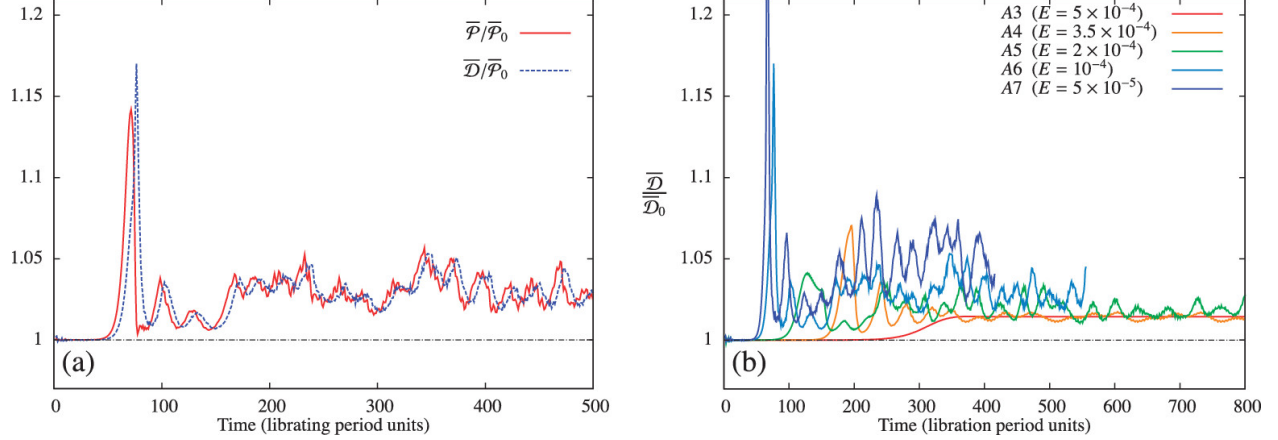 1.2
1.15
1.1
1.05
1
P̅/P̅₀
D̅/P̅₀
(a)
0 100 200 300 400 500
Time (librating period units)
1.2
1.15
1.1
1.05
1
D̅
D̅₀
A3 (E = 5 × 10⁻⁴)
A4 (E = 3.5 × 10⁻⁴)
A5 (E = 2 × 10⁻⁴)
A6 (E = 10⁻⁴)
A7 (E = 5 × 10⁻⁵)
(b)
0 100 200 300 400 500 600 700 800
Time (libration period units)